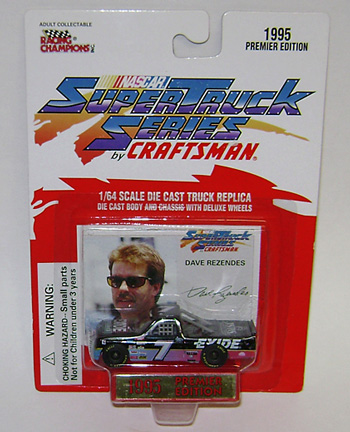 ADULT COLLECTABLE
RACING
CHAMPIONS
1995
PREMIER EDITION
NASCAR
SUPERTRUCK
SERIES
by CRAFTSMAN®
1/64 SCALE DIE CAST TRUCK REPLICA
DIE CAST BODY AND CHASSIS WITH DELUXE WHEELS
SUPERTRUCK
SERIES
CRAFTSMAN
DAVE REZENDES
WARNING:
CHOKING HAZARD--Small parts
Not for Children under 3 years
7
EXIDE
1995 PREMIER
EDITION